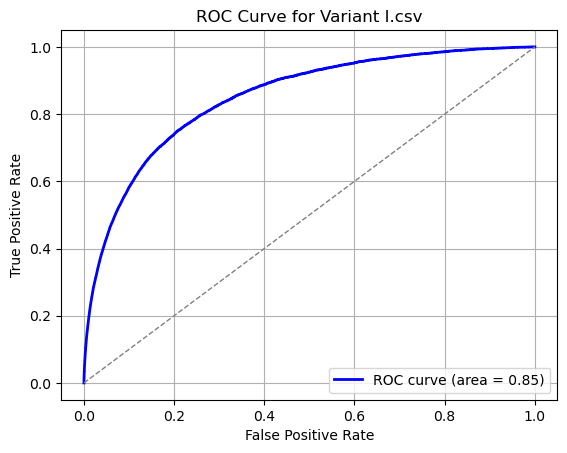 ROC Curve for Variant I.csv
1.0
0.8
0.6
0.4
0.2
0.0
True Positive Rate
ROC curve (area = 0.85)
0.0 0.2 0.4 0.6 0.8 1.0
False Positive Rate